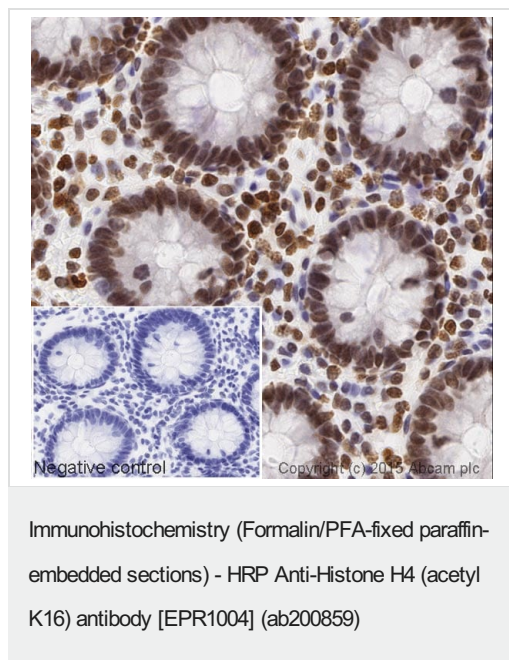 Negative control
Copyright (c) 2015 Abcam plc
Immunohistochemistry (Formalin/PFA-fixed paraffin-
embedded sections) - HRP Anti-Histone H4 (acetyl
K16) antibody [EPR1004] (ab200859)